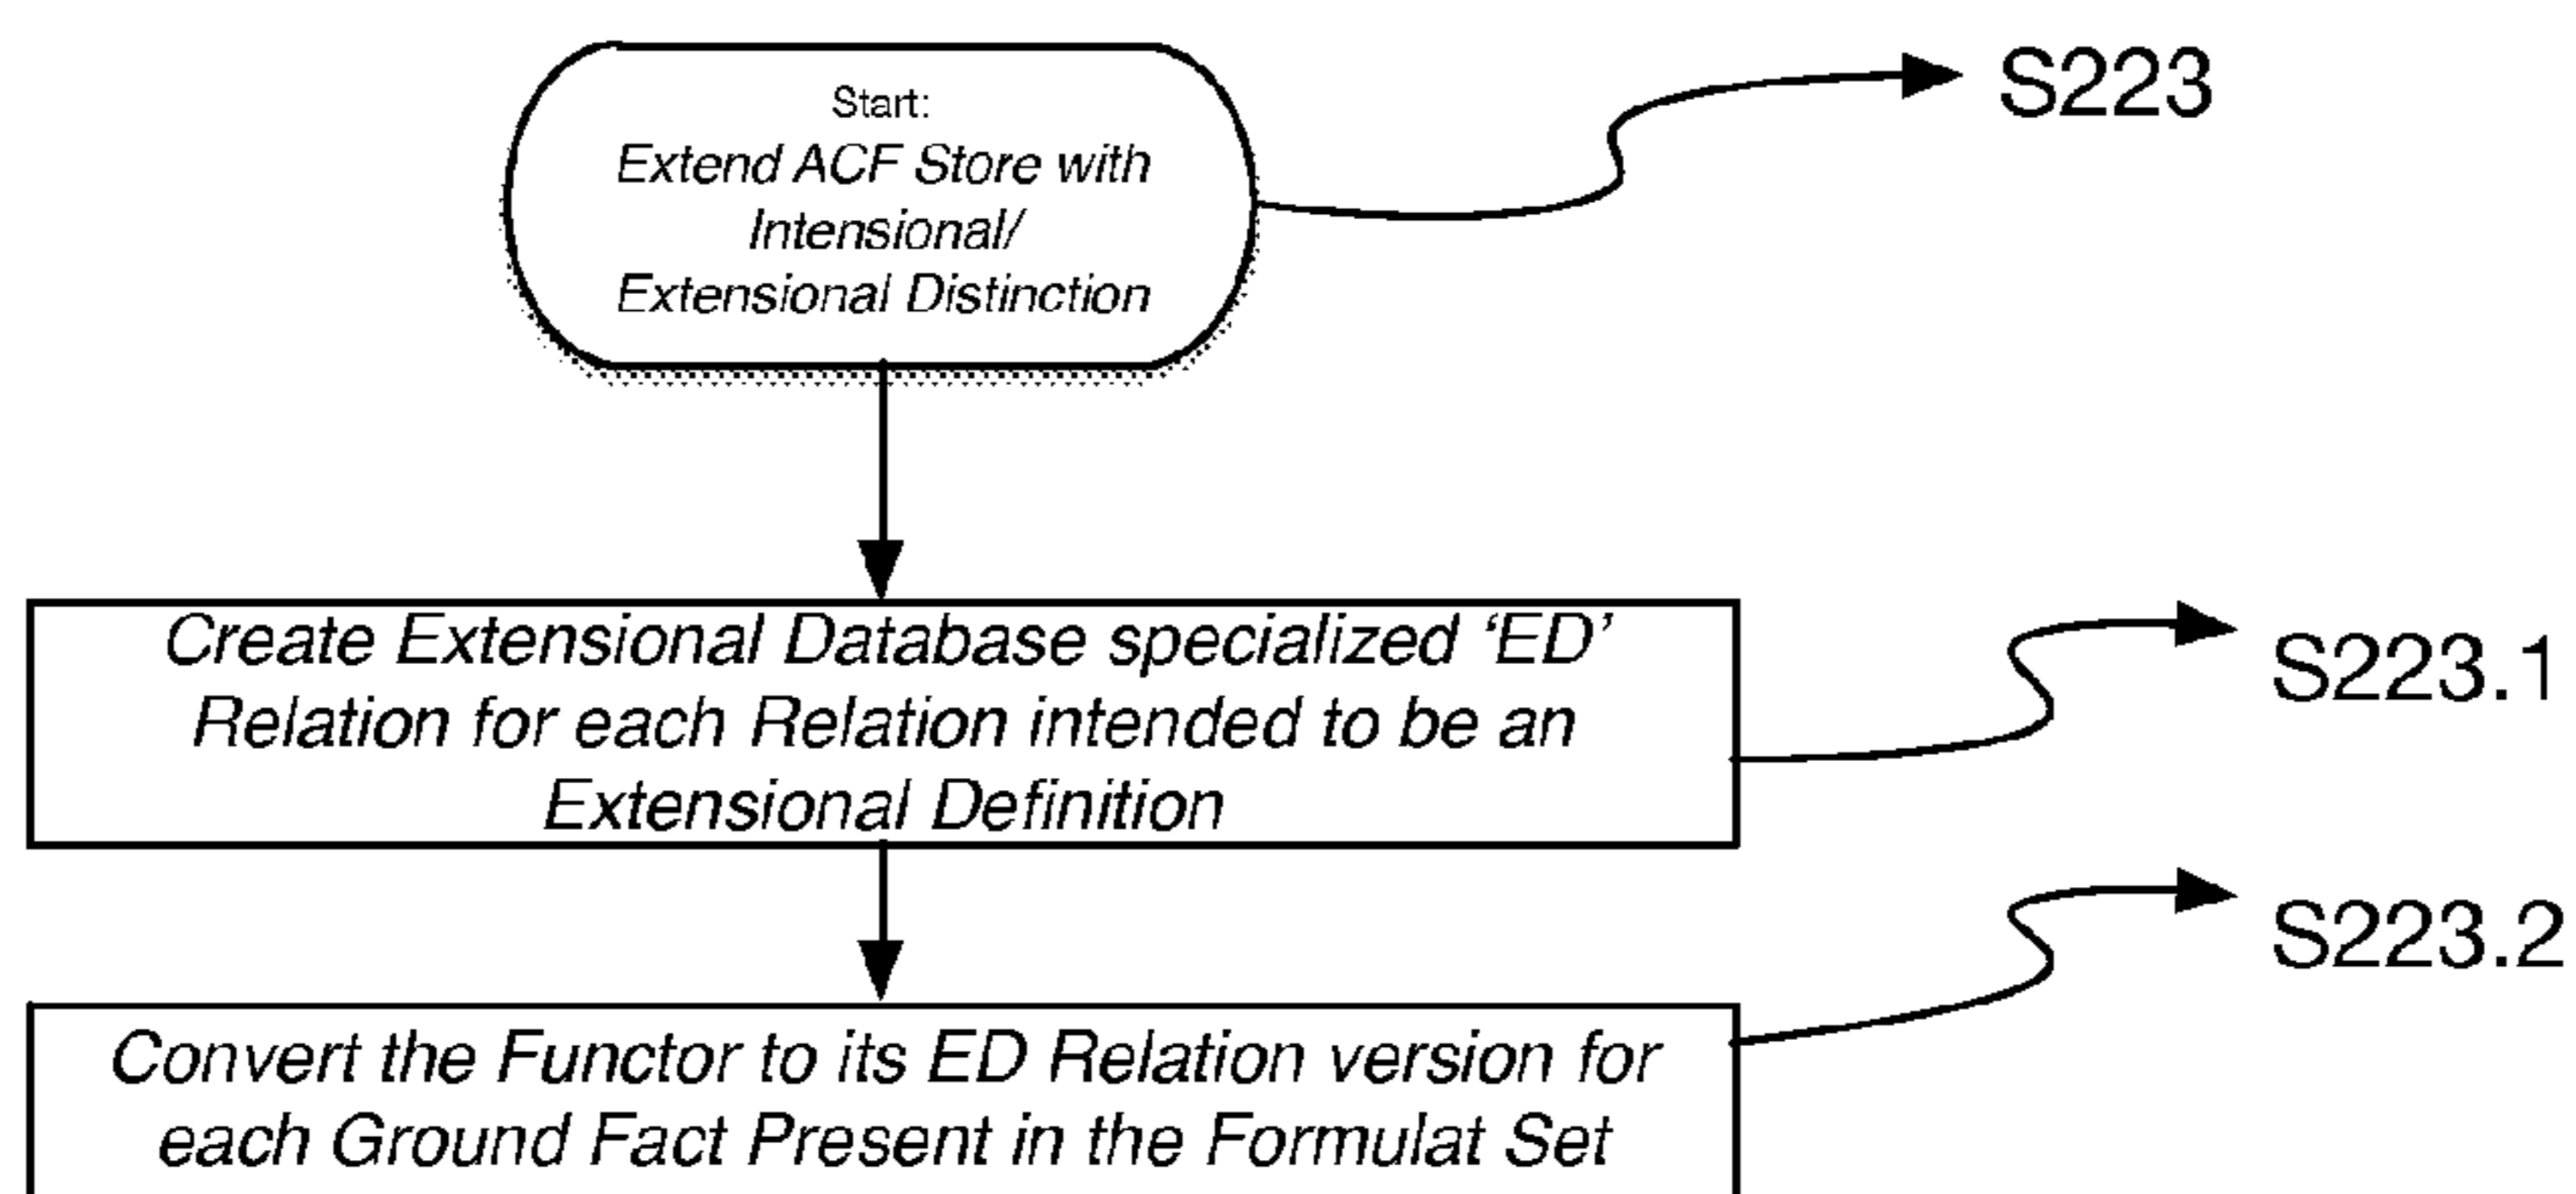 Start:
Extend ACF Store with
Intensional/
Extensional Distinction
S223
Create Extensional Database specialized ‘ED’
Relation for each Relation intended to be an
Extensional Definition
S223.1
Convert the Functor to its ED Relation version for
each Ground Fact Present in the Formulat Set
S223.2